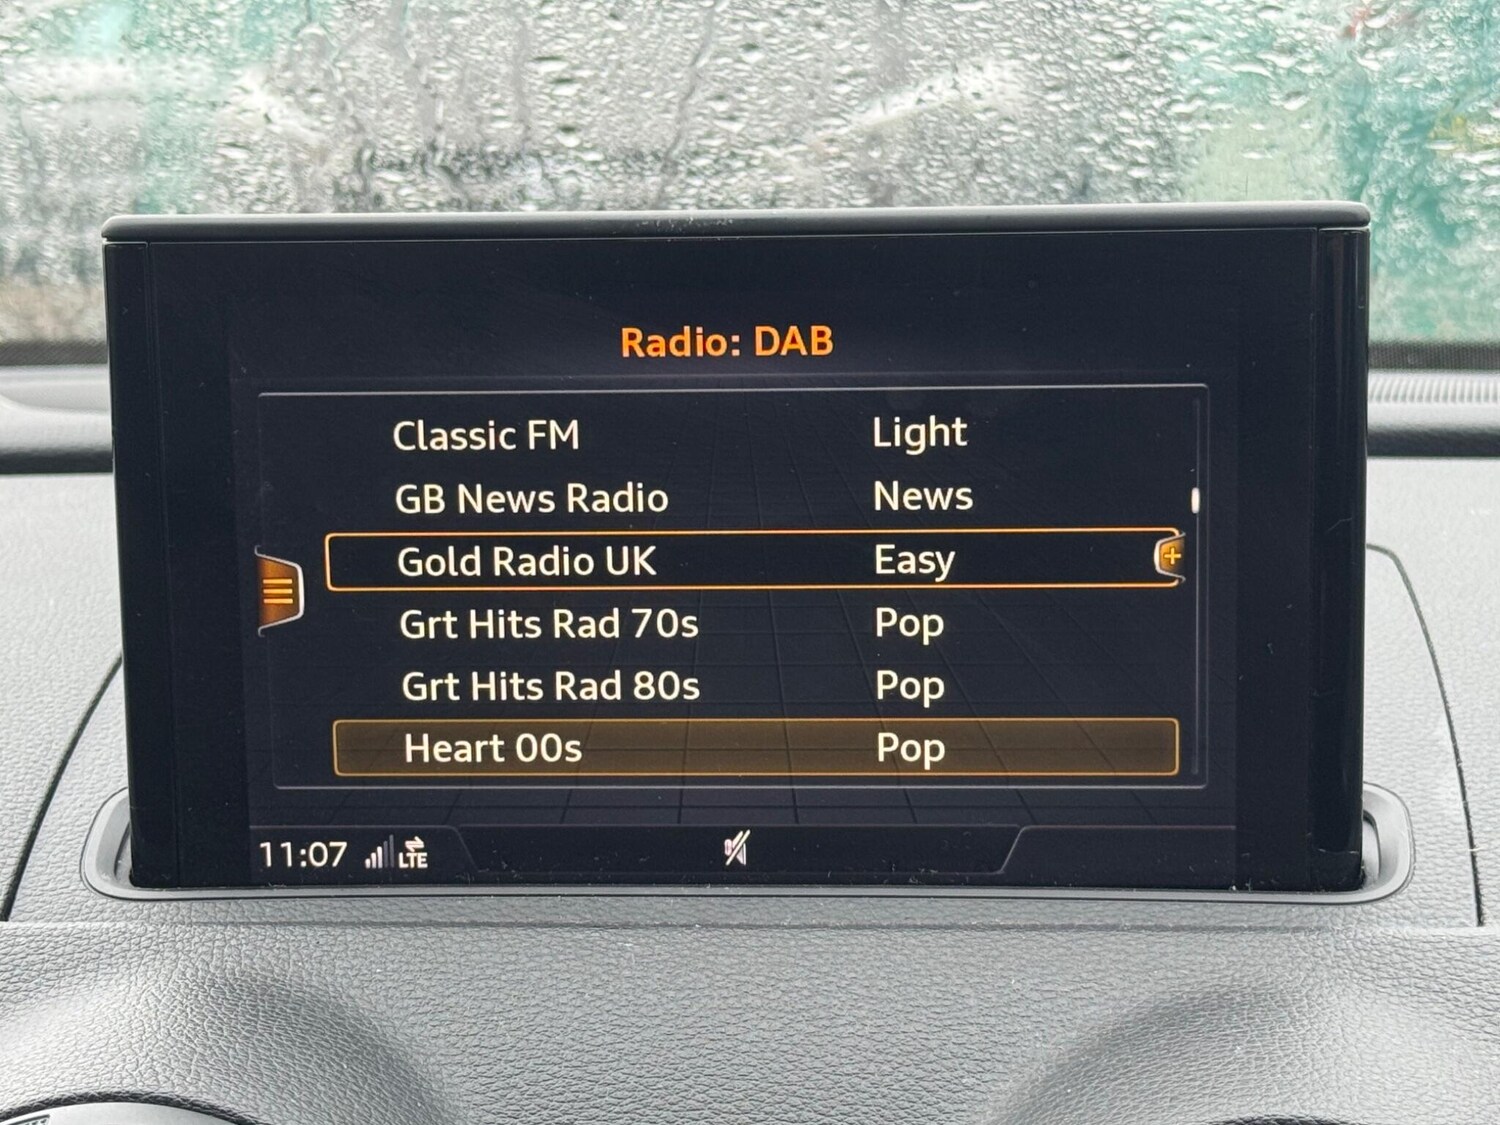 Radio: DAB
Classic FM Light
GB News Radio News
Gold Radio UK Easy
Grt Hits Rad 70s Pop
Grt Hits Rad 80s Pop
Heart 00s Pop
11:07 LTE